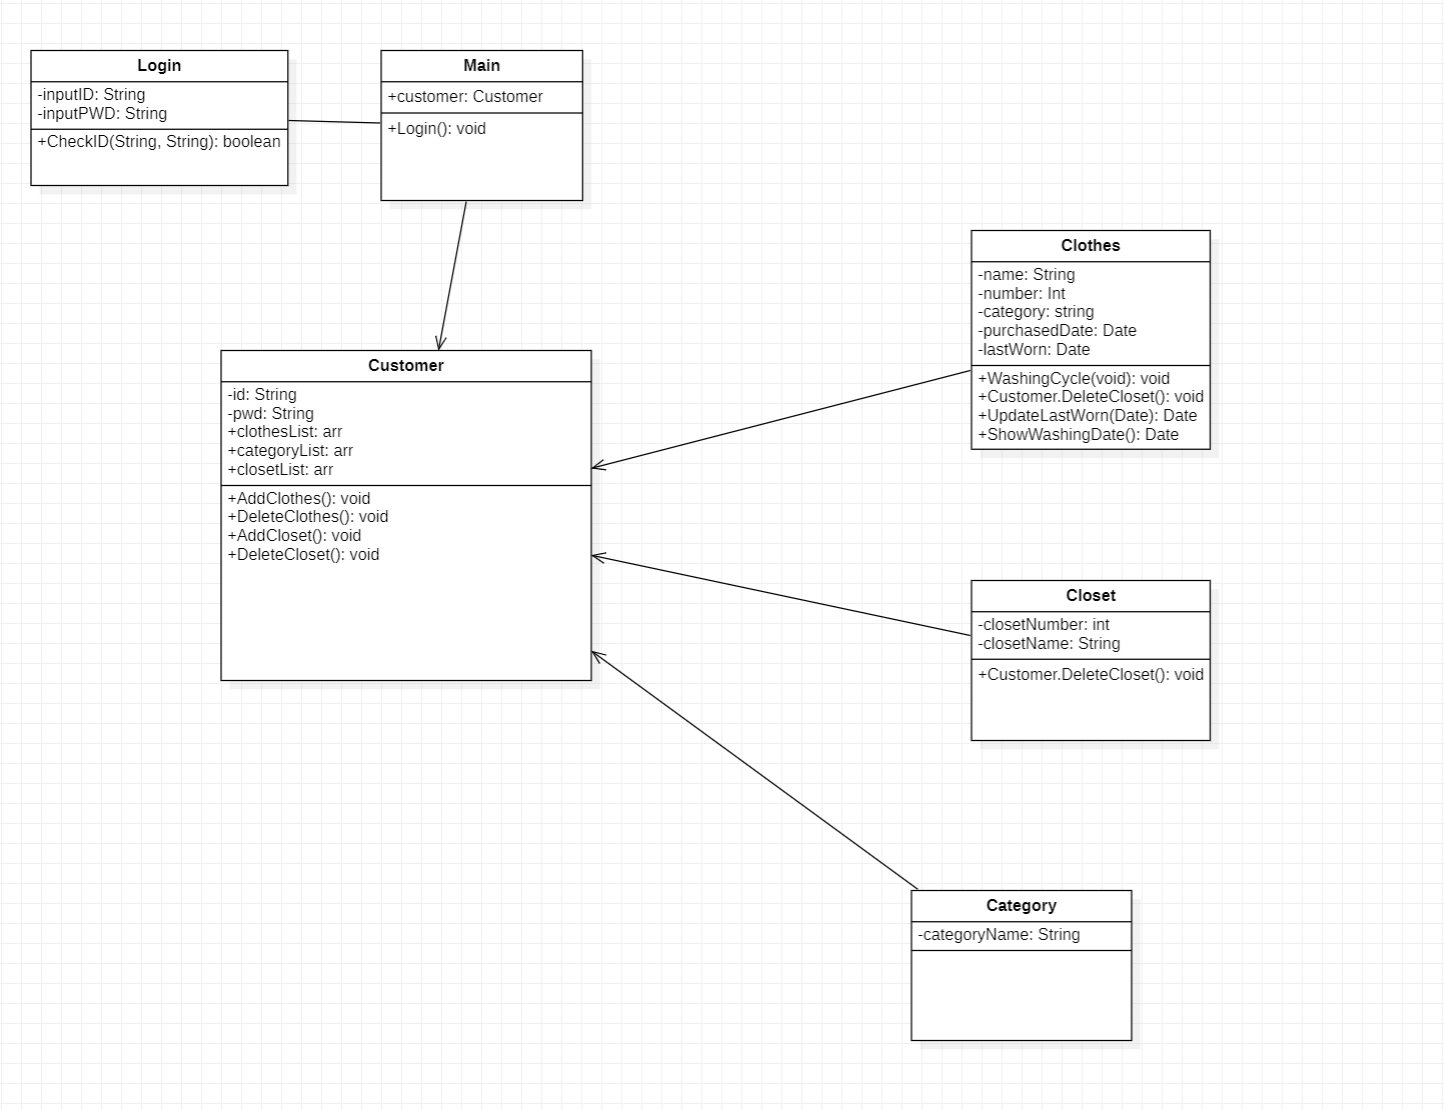 Login
-inputID: String
-inputPWD: String
+CheckID(String, String): boolean
Main
+customer: Customer
+Login(): void
Clothes
-name: String
-number: Int
-category: string
-purchasedDate: Date
-lastWorn: Date
+WashingCycle(void): void
+Customer.DeleteCloset(): void
+UpdateLastWorn(Date): Date
+ShowWashingDate(): Date
Customer
-id: String
-pwd: String
+clothesList: arr
+categoryList: arr
+closetList: arr
+AddClothes(): void
+DeleteClothes(): void
+AddCloset(): void
+DeleteCloset(): void
Closet
-closetNumber: int
-closetName: String
+Customer.DeleteCloset(): void
Category
-categoryName: String